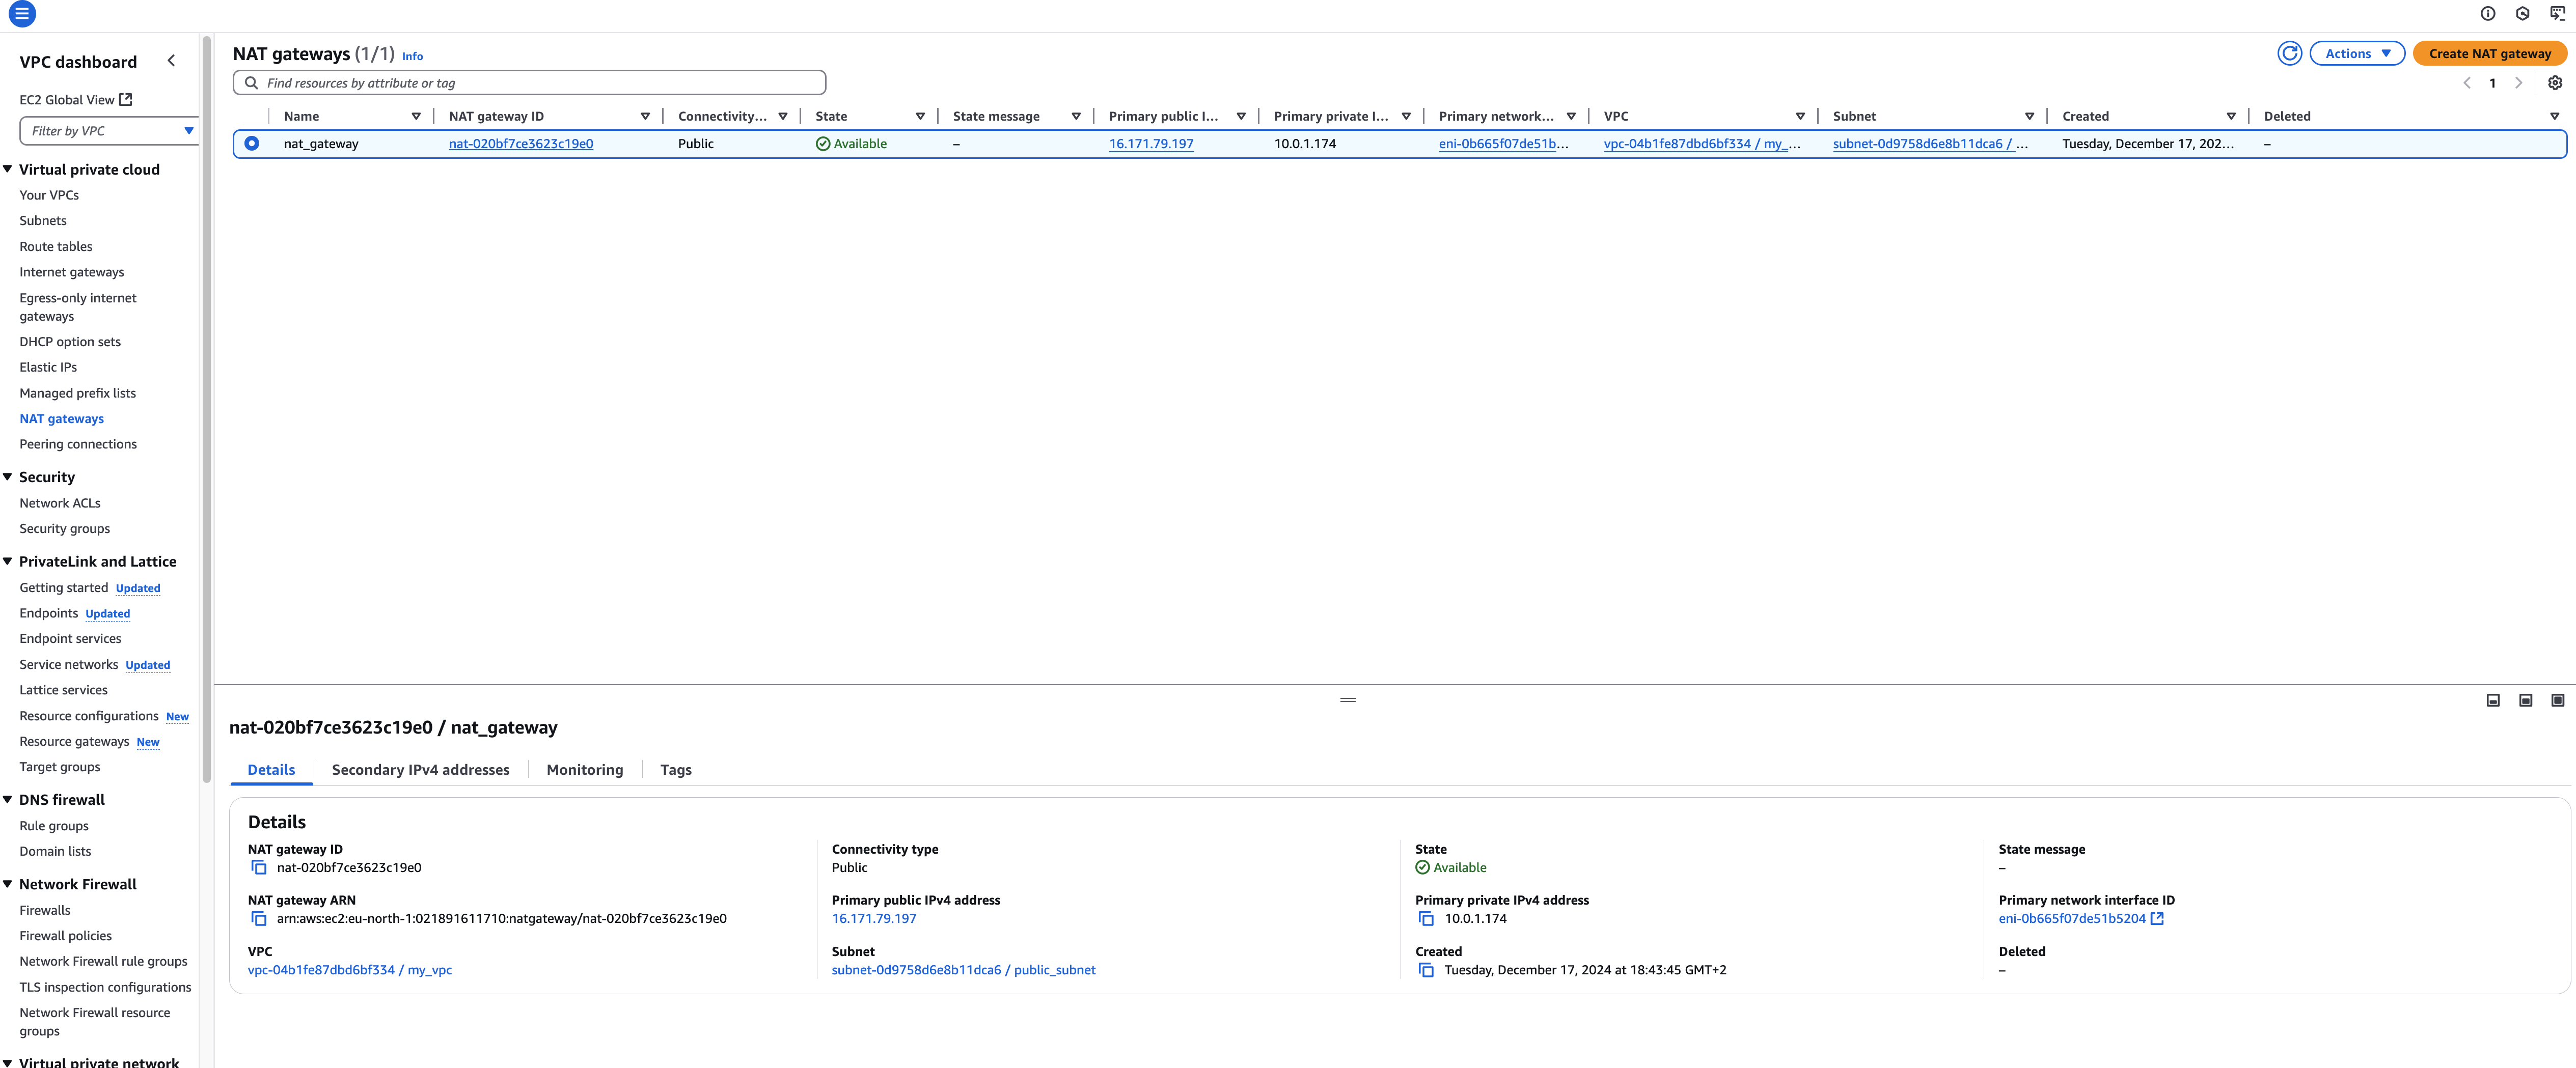 VPC dashboard
EC2 Global View
Filter by VPC
Virtual private cloud
Your VPCs
Subnets
Route tables
Internet gateways
Egress-only internet
gateways
DHCP option sets
Elastic IPs
Managed prefix lists
NAT gateways
Peering connections
Security
Network ACLs
Security groups
PrivateLink and Lattice
Getting started Updated
Endpoints Updated
Endpoint services
Service networks Updated
Lattice services
Resource configurations New
Resource gateways New
Target groups
DNS firewall
Rule groups
Domain lists
Network Firewall
Firewalls
Firewall policies
Network Firewall rule groups
TLS inspection configurations
Network Firewall resource
groups
Virtual private network
NAT gateways (1/1) Info
Actions
Create NAT gateway
Find resources by attribute or tag
1
Name NAT gateway ID Connectivity... State State message Primary public I... Primary private I... Primary network... VPC Subnet Created Deleted
nat_gateway nat-020bf7ce3623c19e0 Public Available – 16.171.79.197 10.0.1.174 eni-0b665f07de51b... vpc-04b1fe87dbd6bf334 / my_... subnet-0d9758d6e8b11dca6 / ... Tuesday, December 17, 202... –
nat-020bf7ce3623c19e0 / nat_gateway
Details Secondary IPv4 addresses Monitoring Tags
Details
NAT gateway ID
nat-020bf7ce3623c19e0
Connectivity type
Public
State
Available
State message
–
NAT gateway ARN
arn:aws:ec2:eu-north-1:021891611710:natgateway/nat-020bf7ce3623c19e0
Primary public IPv4 address
16.171.79.197
Primary private IPv4 address
10.0.1.174
Primary network interface ID
eni-0b665f07de51b5204
VPC
vpc-04b1fe87dbd6bf334 / my_vpc
Subnet
subnet-0d9758d6e8b11dca6 / public_subnet
Created
Tuesday, December 17, 2024 at 18:43:45 GMT+2
Deleted
–